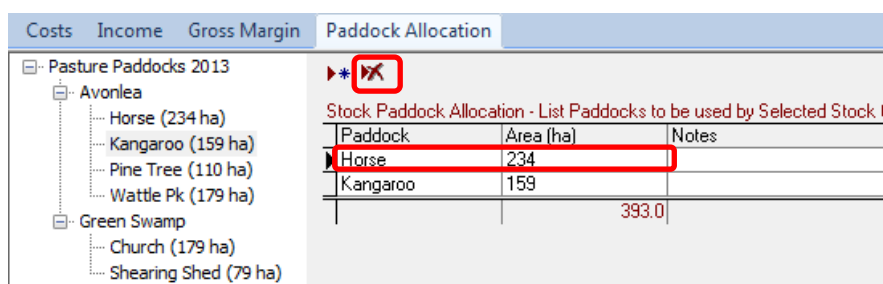 Costs Income Gross Margin Paddock Allocation
Pasture Paddocks 2013
Avonlea
Horse (234 ha)
Kangaroo (159 ha)
Pine Tree (110 ha)
Wattle Pk (179 ha)
Green Swamp
Church (179 ha)
Shearing Shed (79 ha)
Stock Paddock Allocation - List Paddocks to be used by Selected Stock
Paddock Area (ha) Notes
Horse 234
Kangaroo 159
393.0